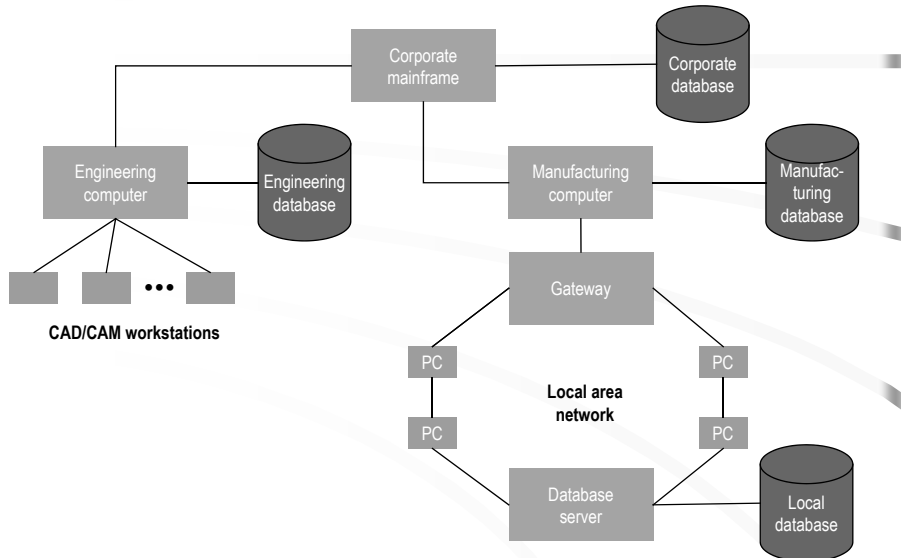 Corporate
mainframe
Corporate
database
Engineering
computer
Engineering
database
Manufacturing
computer
Manufac-
turing
database
Gateway
CAD/CAM workstations
PC
PC
Local area
network
PC
PC
Database
server
Local
database